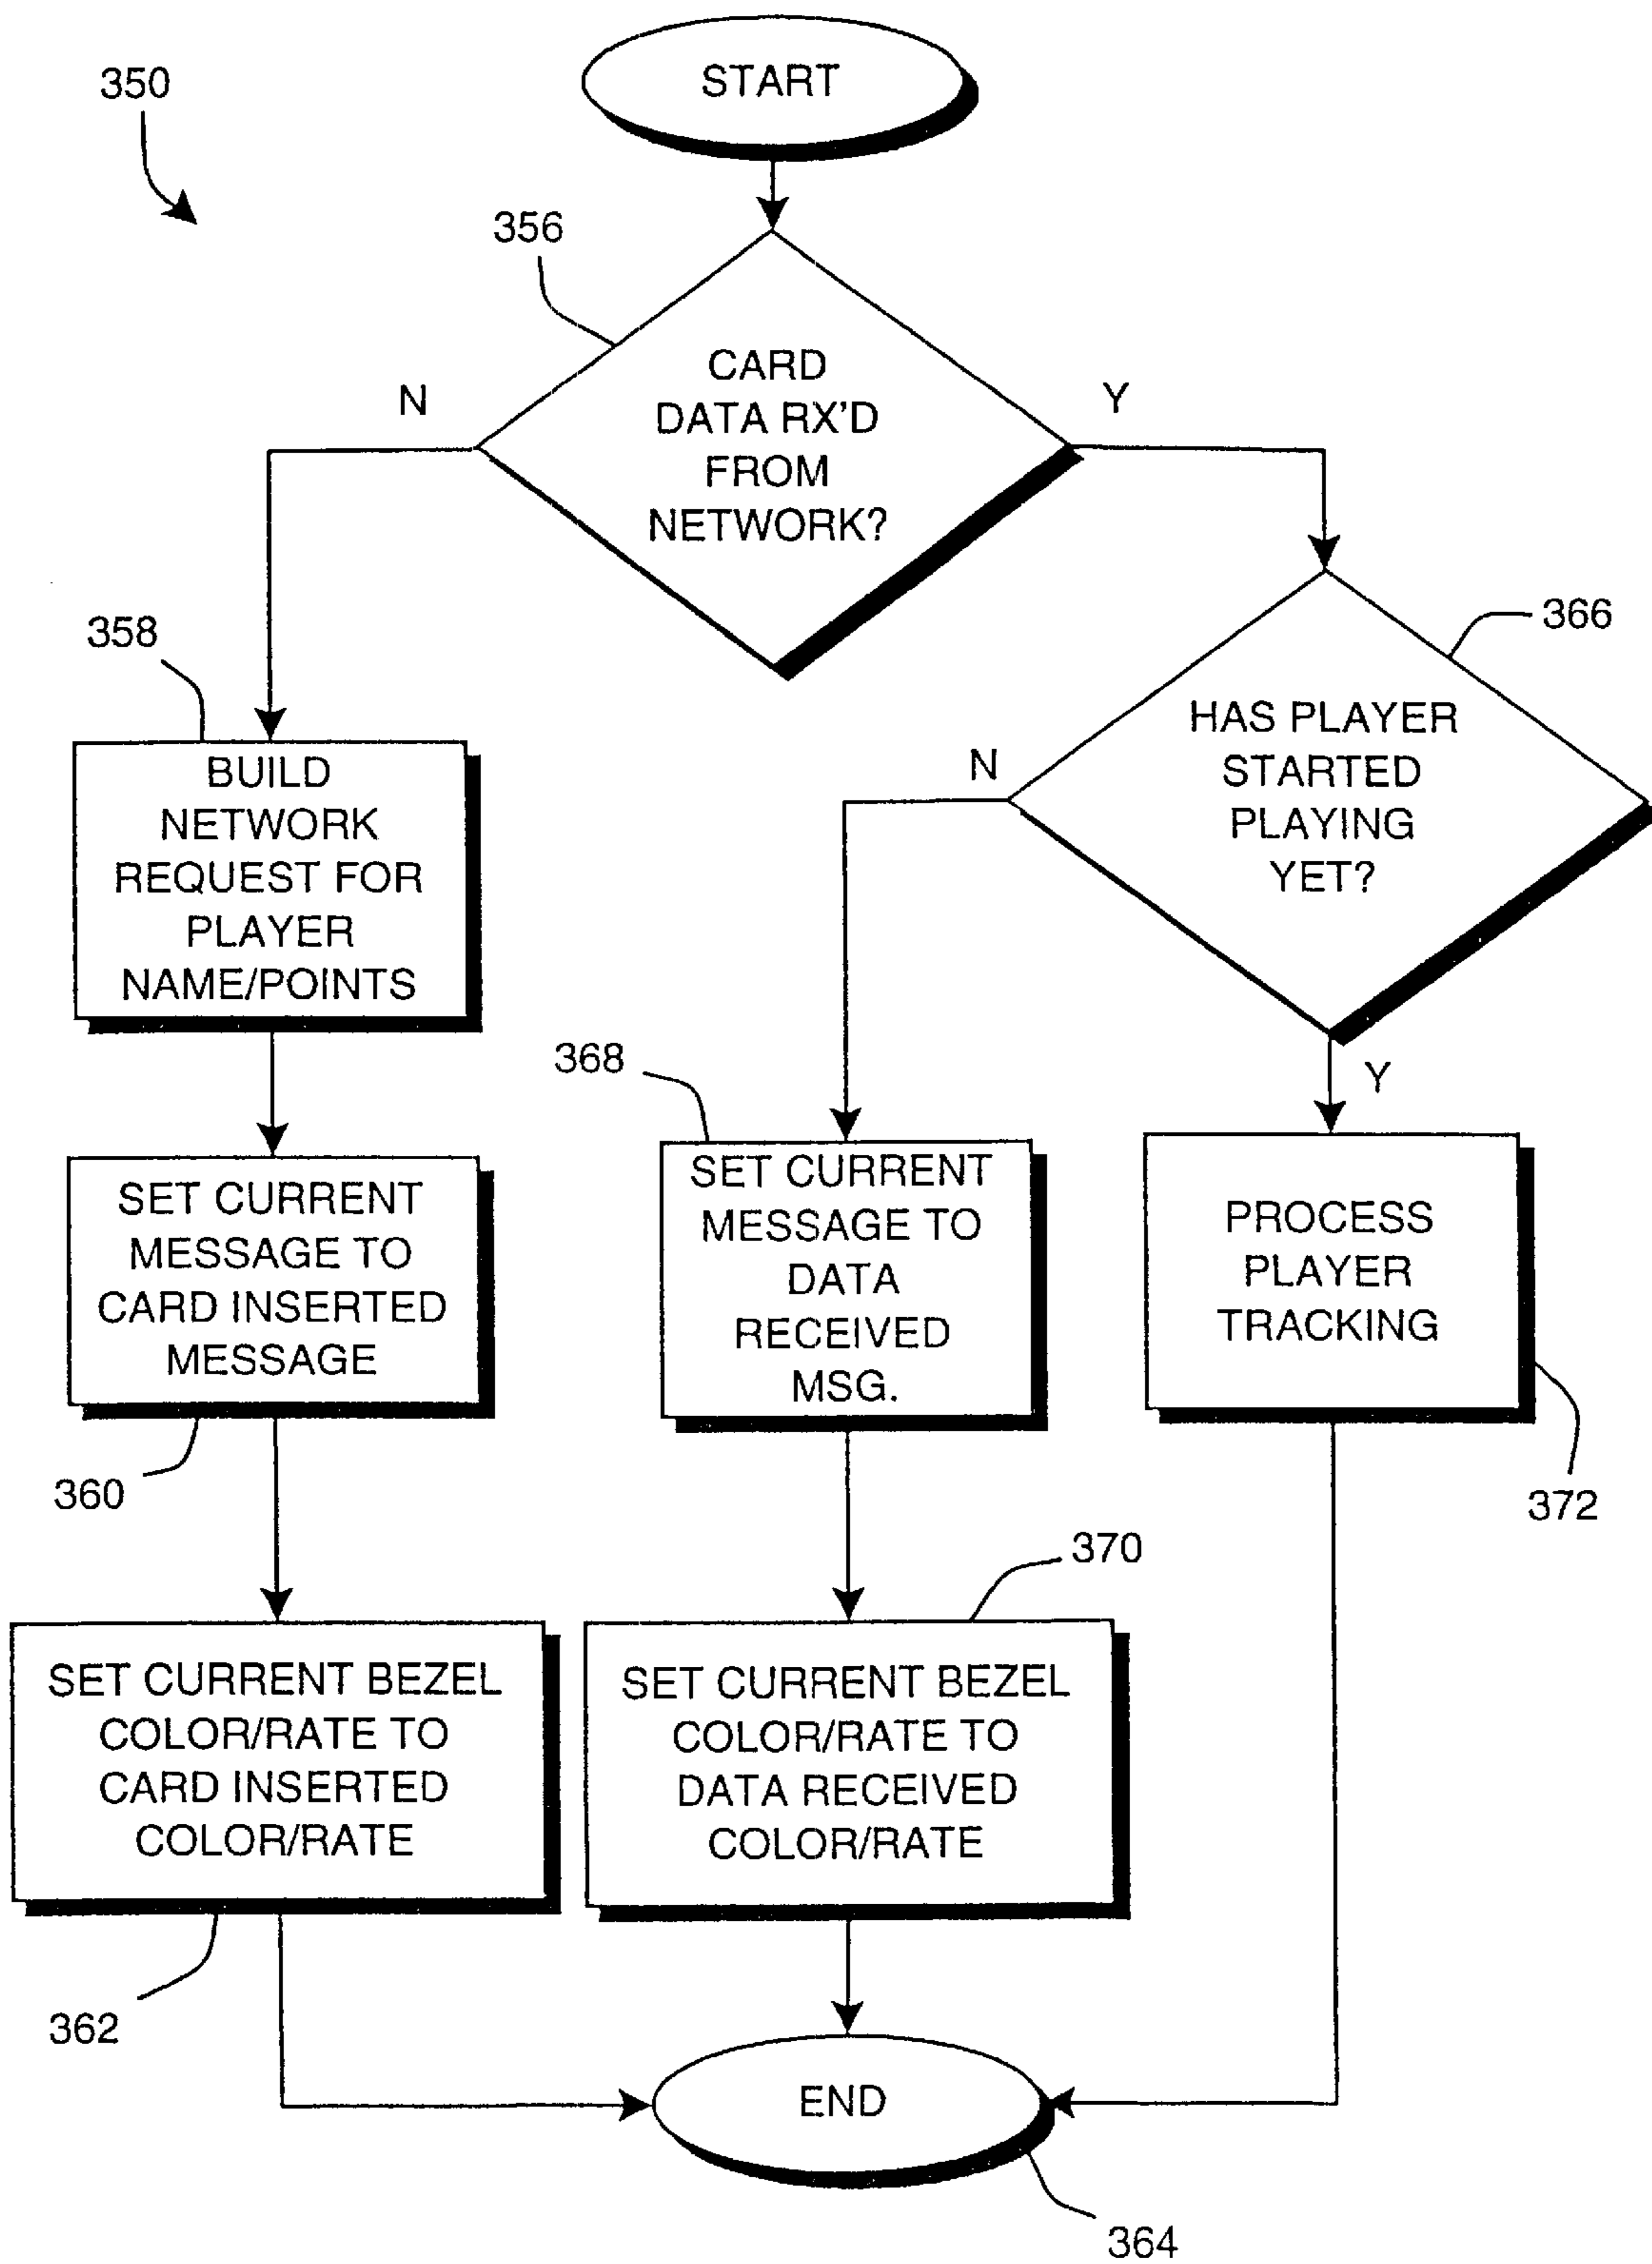 START
350
356
CARD
DATA RX'D
FROM
NETWORK?
N
Y
358
BUILD
NETWORK
REQUEST FOR
PLAYER
NAME/POINTS
366
HAS PLAYER
STARTED
PLAYING
YET?
N
Y
368
SET CURRENT
MESSAGE TO
DATA
RECEIVED
MSG.
PROCESS
PLAYER
TRACKING
372
SET CURRENT
MESSAGE TO
CARD INSERTED
MESSAGE
360
370
SET CURRENT BEZEL
COLOR/RATE TO
CARD INSERTED
COLOR/RATE
362
SET CURRENT BEZEL
COLOR/RATE TO
DATA RECEIVED
COLOR/RATE
END
364